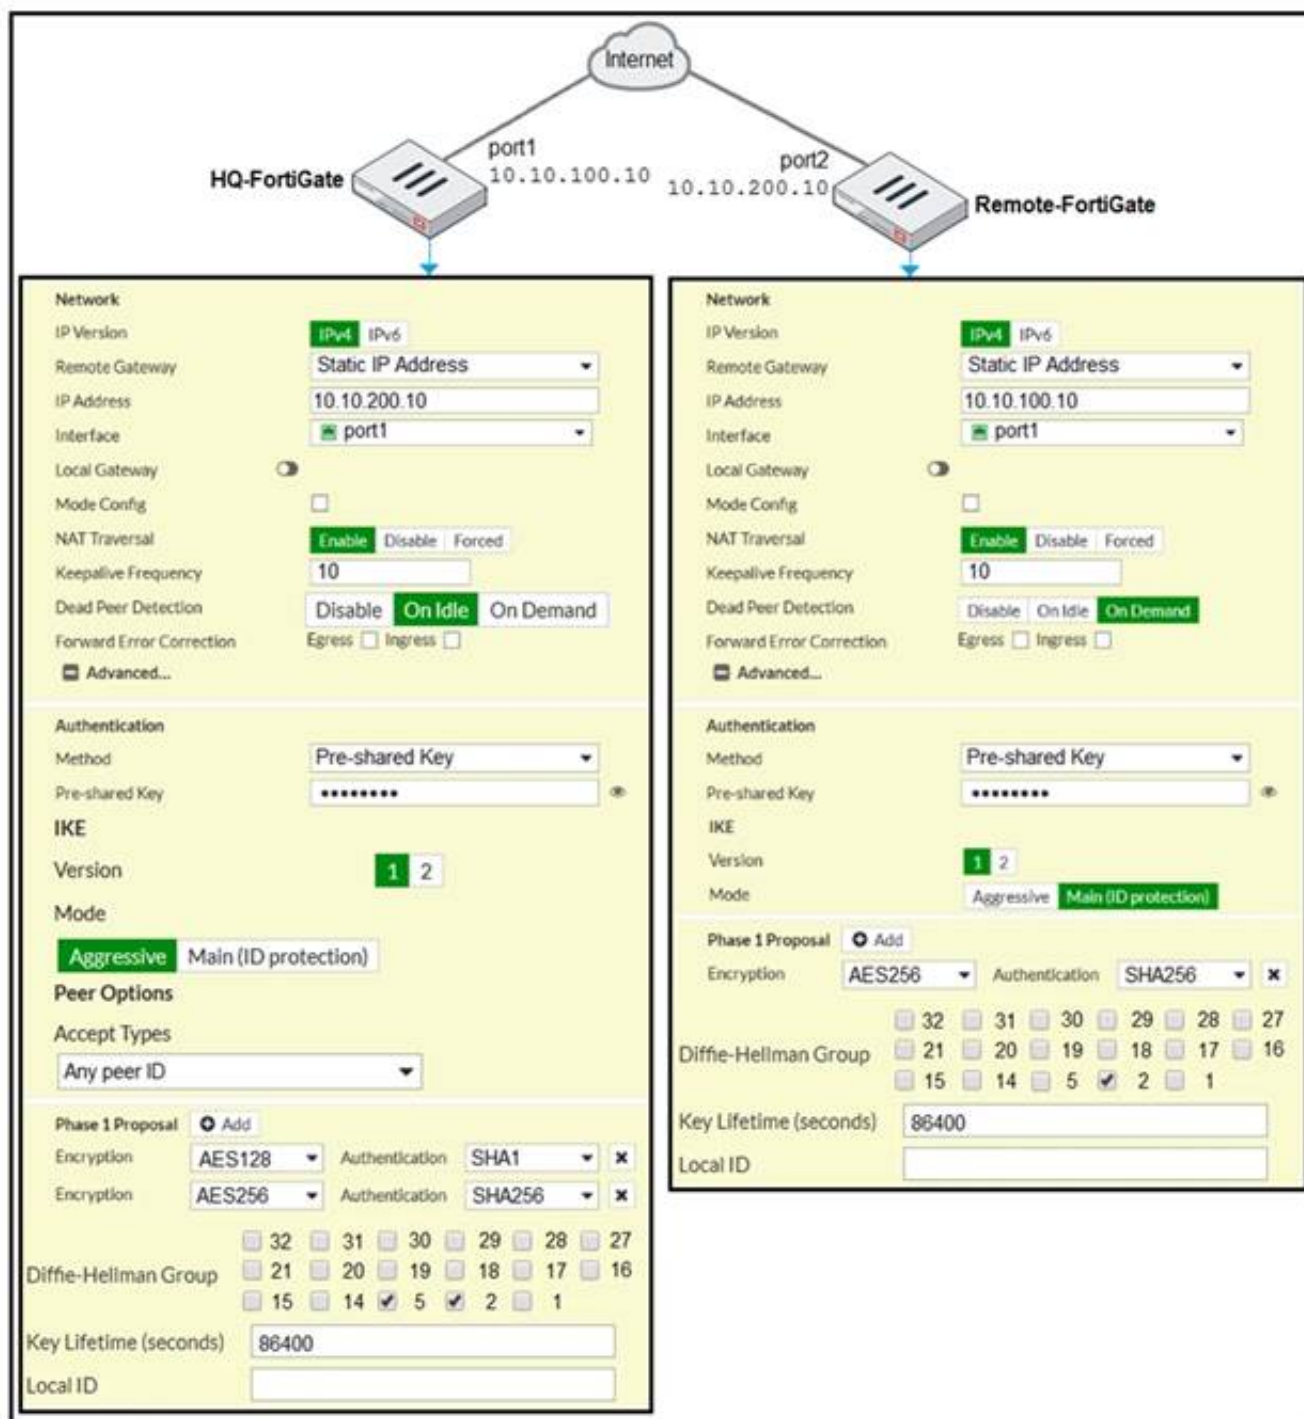 Internet
port1
10.10.100.10
HQ-FortiGate
port2
10.10.200.10
Remote-FortiGate
Network
IP Version IPv4 IPv6
Remote Gateway Static IP Address
IP Address 10.10.200.10
Interface port1
Local Gateway
Mode Config
NAT Traversal Enable Disable Forced
Keepalive Frequency 10
Dead Peer Detection Disable On Idle On Demand
Forward Error Correction Egress Ingress
Advanced...
Authentication
Method Pre-shared Key
Pre-shared Key ••••••••
IKE
Version 1 2
Mode
Aggressive Main (ID protection)
Peer Options
Accept Types
Any peer ID
Phase 1 Proposal Add
Encryption AES128 Authentication SHA1
Encryption AES256 Authentication SHA256
32 31 30 29 28 27
Diffie-Hellman Group 21 20 19 18 17 16
15 14 5 2 1
Key Lifetime (seconds) 86400
Local ID
Network
IP Version IPv4 IPv6
Remote Gateway Static IP Address
IP Address 10.10.100.10
Interface port1
Local Gateway
Mode Config
NAT Traversal Enable Disable Forced
Keepalive Frequency 10
Dead Peer Detection Disable On Idle On Demand
Forward Error Correction Egress Ingress
Advanced...
Authentication
Method Pre-shared Key
Pre-shared Key ••••••••
IKE
Version 1 2
Mode Aggressive Main (ID protection)
Phase 1 Proposal Add
Encryption AES256 Authentication SHA256
32 31 30 29 28 27
Diffie-Hellman Group 21 20 19 18 17 16
15 14 5 2 1
Key Lifetime (seconds) 86400
Local ID